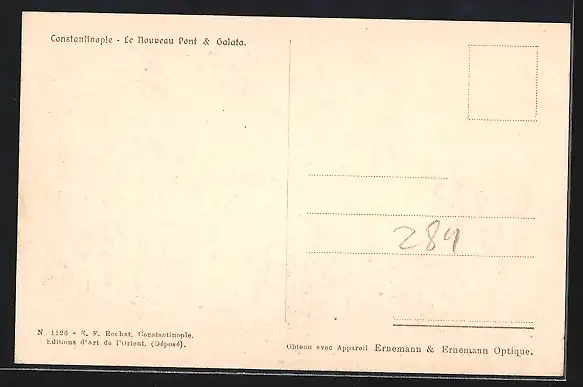 Constantinople - Le Nouveau Pont & Galata.
284
N. 1126 - E. F. Rochat, Constantinople.
Editions d'Art de l'Orient, (Déposé).
Obtenu avec Appareil Ernemann & Ernemann Optique.